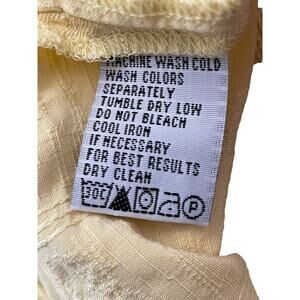 MACHINE WASH COLD
WASH COLORS
SEPARATELY
TUMBLE DRY LOW
DO NOT BLEACH
COOL IRON
IF NECESSARY
FOR BEST RESULTS
DRY CLEAN
30C P